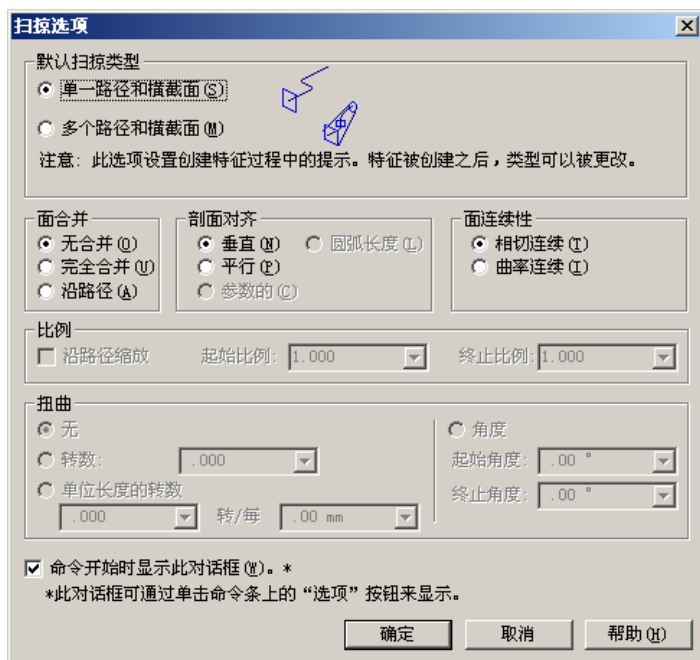 扫掠选项
默认扫掠类型
单一路径和横截面(S)
多个路径和横截面(M)
注意: 此选项设置创建特征过程中的提示。特征被创建之后,类型可以被更改。
面合并
无合并(O)
完全合并(U)
沿路径(A)
剖面对齐
垂直(N) 圆弧长度(L)
平行(P)
参数的(C)
面连续性
相切连续(T)
曲率连续(I)
比例
沿路径缩放 起始比例: 1.000 终止比例: 1.000
扭曲
无
转数: .000
单位长度的转数
.000 转/每 .00 mm
角度
起始角度: .00 °
终止角度: .00 °
命令开始时显示此对话框(W)。*
*此对话框可通过单击命令条上的“选项”按钮来显示。
确定 取消 帮助(H)